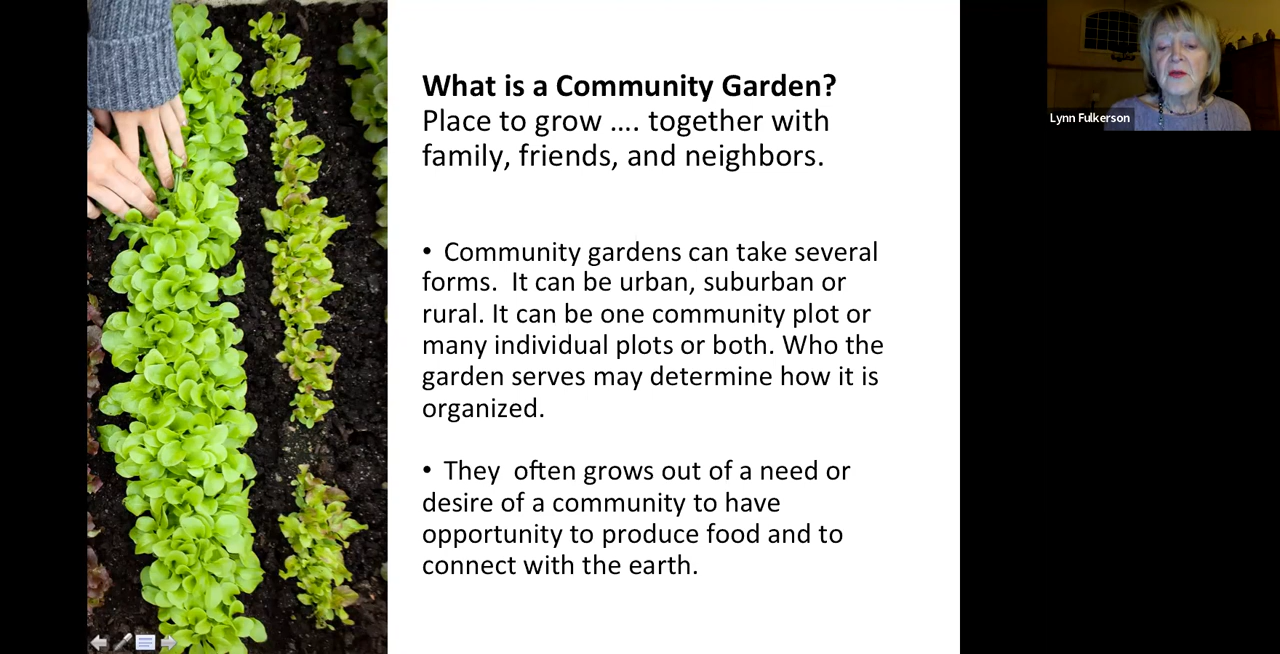 What is a Community Garden?
Place to grow .... together with
family, friends, and neighbors.
• Community gardens can take several
forms.  It can be urban, suburban or
rural. It can be one community plot or
many individual plots or both. Who the
garden serves may determine how it is
organized.
• They  often grows out of a need or
desire of a community to have
opportunity to produce food and to
connect with the earth.
Lynn Fulkerson